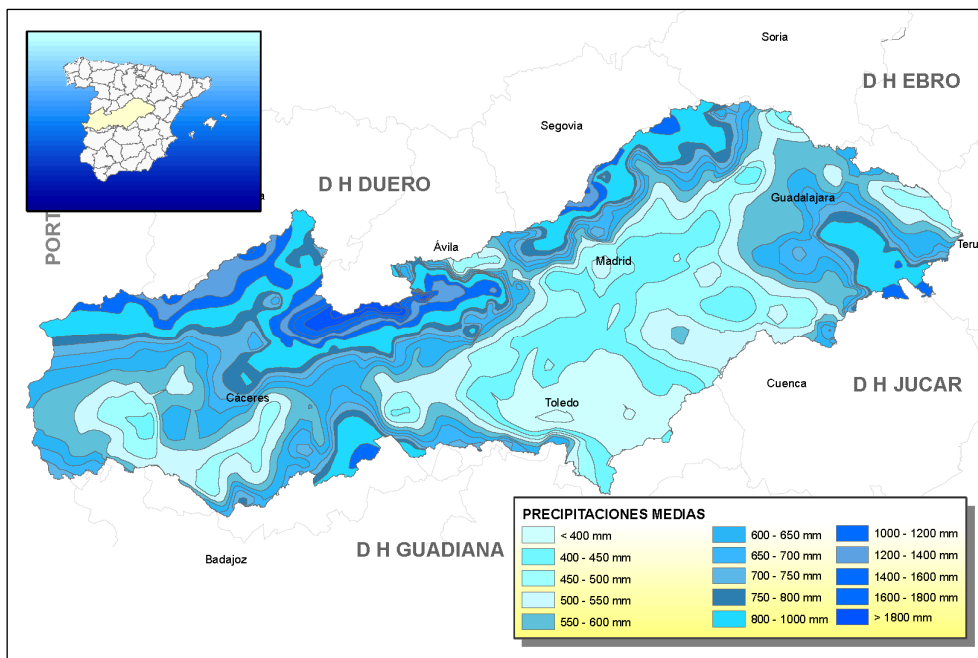 Soria
D H EBRO
Segovia
D H DUERO
PORT
Guadalajara
Ávila
Teru
Madrid
Cuenca
D H JUCAR
Cáceres
Toledo
Badajoz
D H GUADIANA
PRECIPITACIONES MEDIAS
< 400 mm
400 - 450 mm
450 - 500 mm
500 - 550 mm
550 - 600 mm
600 - 650 mm
650 - 700 mm
700 - 750 mm
750 - 800 mm
800 - 1000 mm
1000 - 1200 mm
1200 - 1400 mm
1400 - 1600 mm
1600 - 1800 mm
> 1800 mm